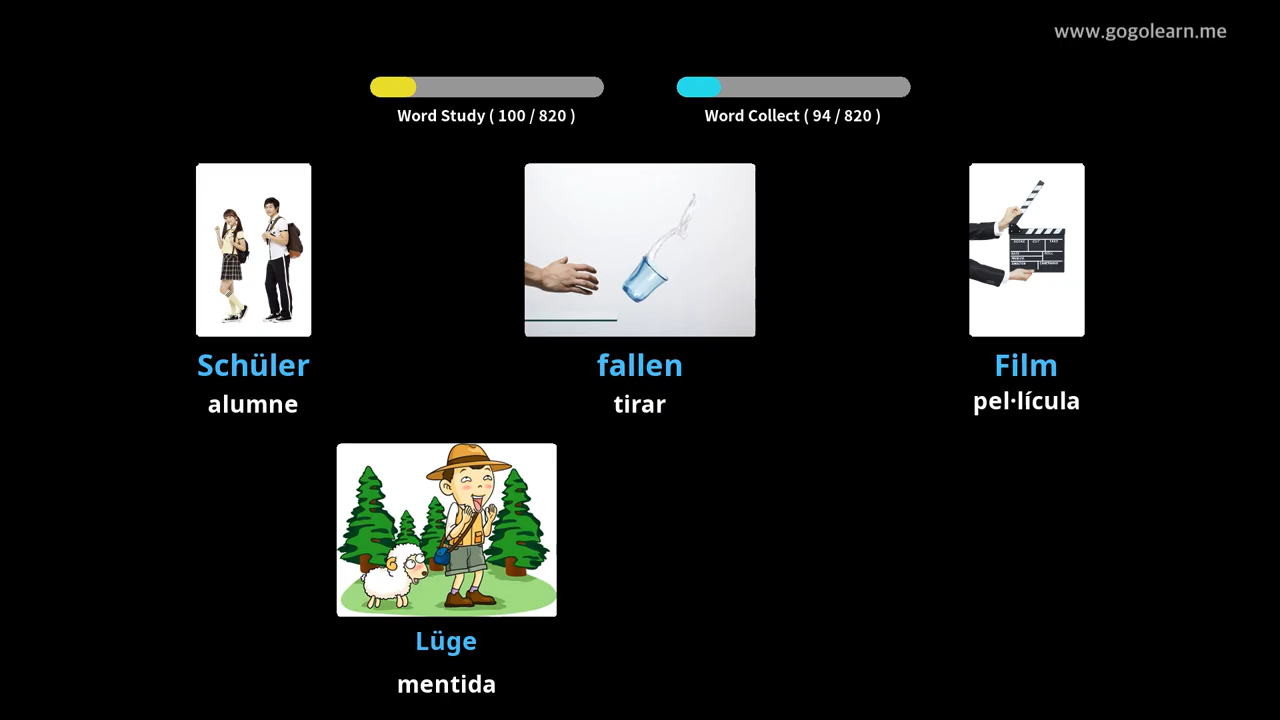 www.gogolearn.me
Word Study ( 100 / 820 )
Word Collect ( 94 / 820 )
Schüler
fallen
Film
alumne
tirar
pel·lícula
Lüge
mentida